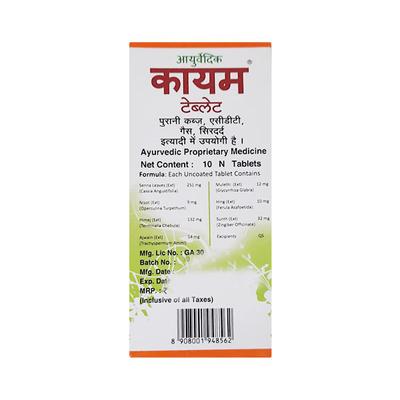 आयुर्वेदिक
कायम®
टेब्लेट
पुरानी कब्ज, एसीडीटी,
गैस, सिरदर्द
इत्यादी में उपयोगी है ।
Ayurvedic Proprietary Medicine
Net Content : 10 N Tablets
Formula: Each Uncoated Tablet Contains
Senna Leaves (Ext) 251 mg
(Cassia Angustifolia)
Nisot (Ext) 9 mg
(Operculina Turpethum)
Himej (Ext) 132 mg
(Terminalia Chebula)
Ajwain (Ext) 14 mg
(Trachyspermum Ammi)
Mulethi (Ext) 12 mg
(Glycyrrhiza Glabra)
Hing (Ext) 10 mg
(Ferula Asafoetida)
Sunth (Ext) 32 mg
(Zingiber Officinale)
Excipients QS
Mfg. Lic No. : GA 30
Batch No. :
Mfg. Date
Exp. Date
MRP. : ₹
(Inclusive of all Taxes)
8 908001 948562